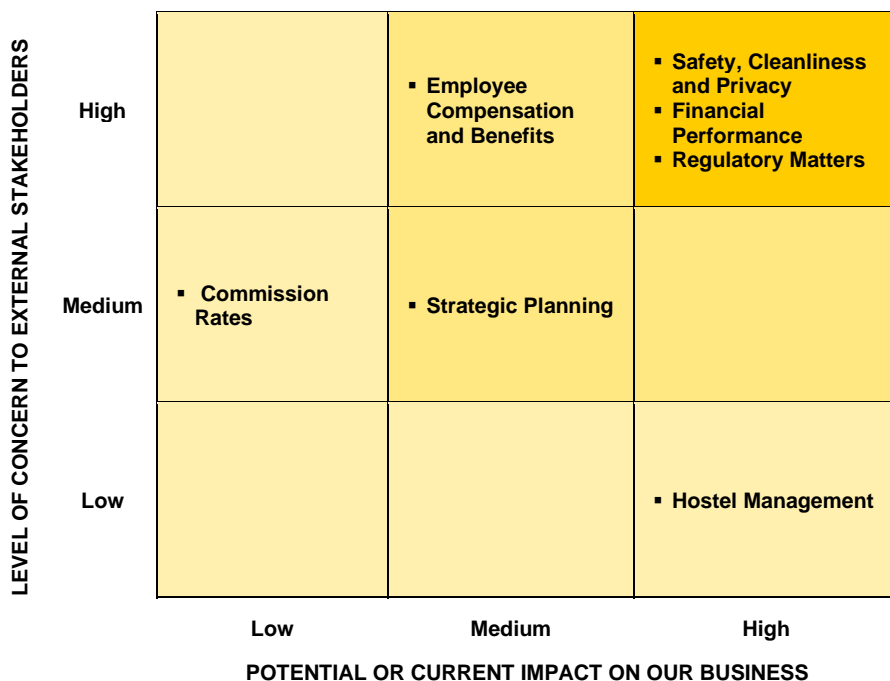 LEVEL OF CONCERN TO EXTERNAL STAKEHOLDERS
High
▪ Employee
Compensation
and Benefits
▪ Safety, Cleanliness
and Privacy
▪ Financial
Performance
▪ Regulatory Matters
Medium
▪ Commission
Rates
▪ Strategic Planning
Low
▪ Hostel Management
Low
Medium
High
POTENTIAL OR CURRENT IMPACT ON OUR BUSINESS